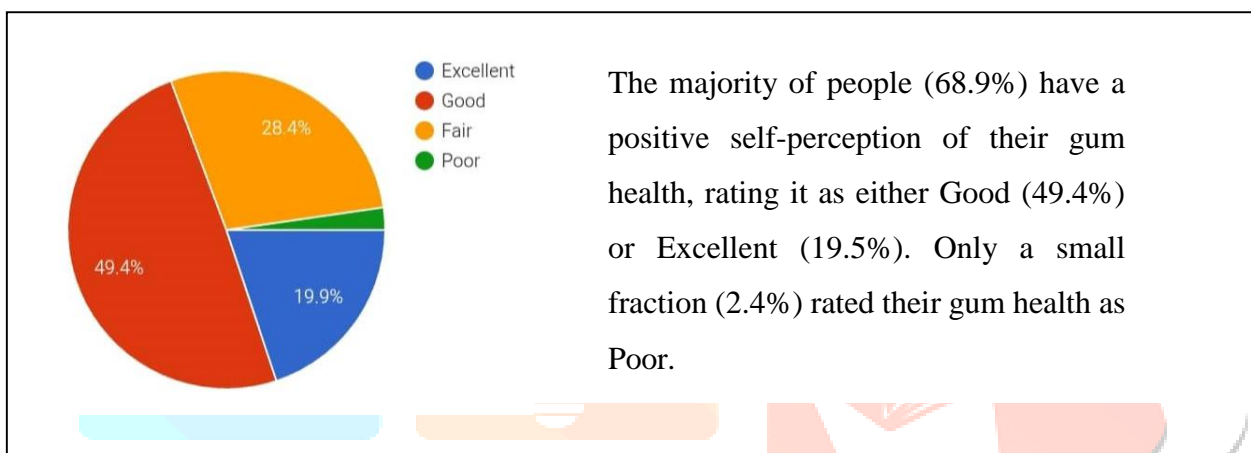 Excellent
Good
Fair
Poor
28.4%
49.4%
19.9%
The majority of people (68.9%) have a
positive self-perception of their gum
health, rating it as either Good (49.4%)
or Excellent (19.5%). Only a small
fraction (2.4%) rated their gum health as
Poor.